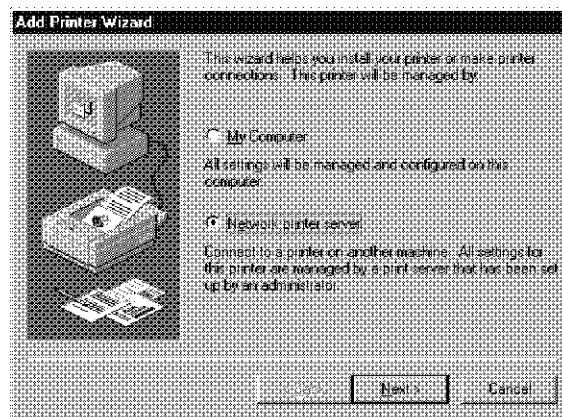 Add Printer Wizard
This wizard helps you install your printer or make printer
connections. This printer will be managed by:
My Computer
All settings will be managed and configured on this
computer.
Network printer server
Connect to a printer on another machine. All settings for
this printer are managed by a print server that has been set
up by an administrator.
< Back
Next >
Cancel